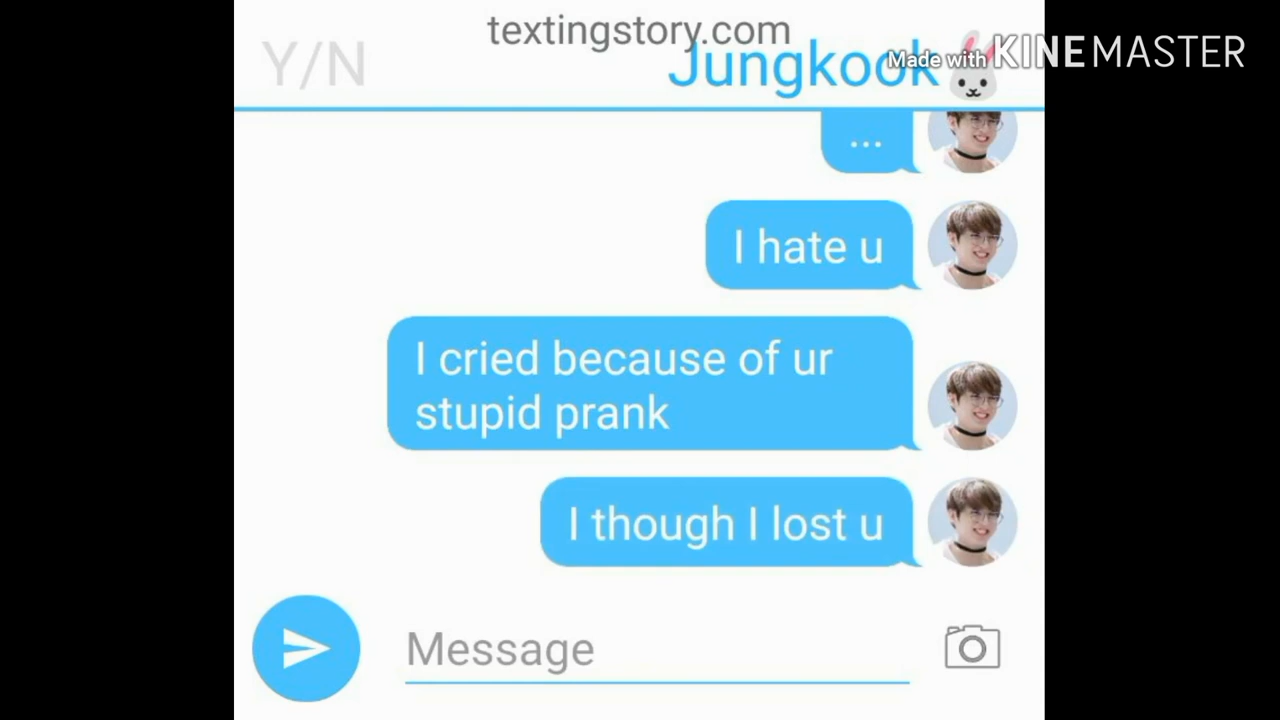 textingstory.com
Y/N
Jungkook
Made with KINEMASTER
...
I hate u
I cried because of ur
stupid prank
I though I lost u
Message